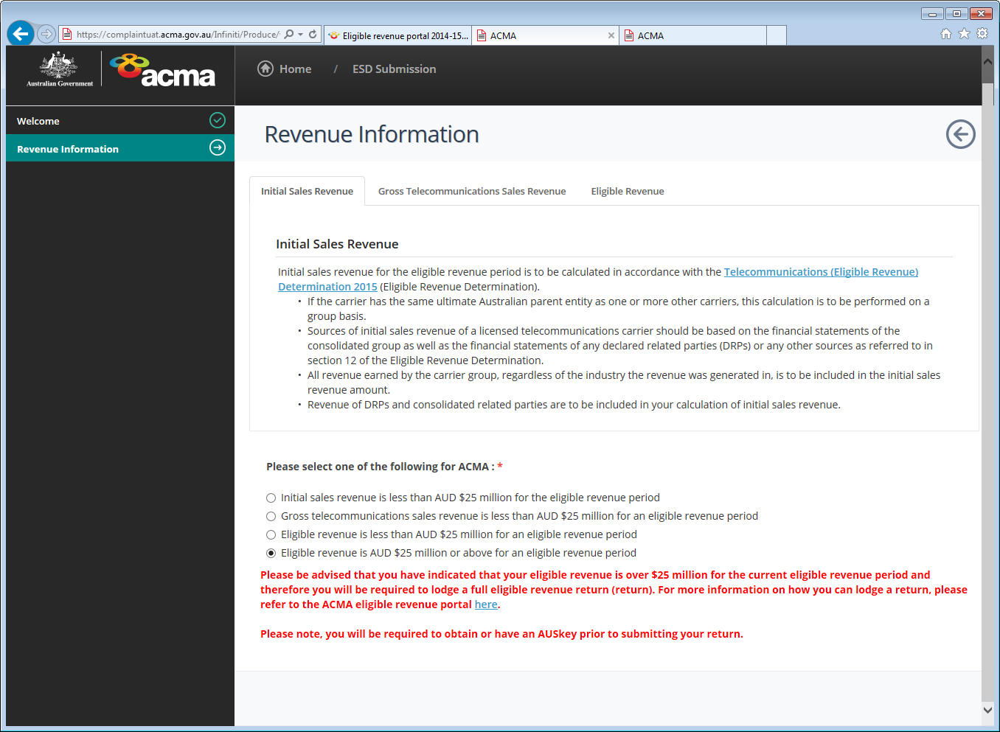 https://complaintuat.acma.gov.au/Infiniti/Produce/
Eligible revenue portal 2014-15...
ACMA
ACMA
Australian Government
acma
Home / ESD Submission
Welcome
Revenue Information
Revenue Information
Initial Sales Revenue
Gross Telecommunications Sales Revenue
Eligible Revenue
Initial Sales Revenue
Initial sales revenue for the eligible revenue period is to be calculated in accordance with the Telecommunications (Eligible Revenue)
Determination 2015 (Eligible Revenue Determination).
• If the carrier has the same ultimate Australian parent entity as one or more other carriers, this calculation is to be performed on a
group basis.
• Sources of initial sales revenue of a licensed telecommunications carrier should be based on the financial statements of the
consolidated group as well as the financial statements of any declared related parties (DRPs) or any other sources as referred to in
section 12 of the Eligible Revenue Determination.
• All revenue earned by the carrier group, regardless of the industry the revenue was generated in, is to be included in the initial sales
revenue amount.
• Revenue of DRPs and consolidated related parties are to be included in your calculation of initial sales revenue.
Please select one of the following for ACMA : *
Initial sales revenue is less than AUD $25 million for the eligible revenue period
Gross telecommunications sales revenue is less than AUD $25 million for an eligible revenue period
Eligible revenue is less than AUD $25 million for an eligible revenue period
Eligible revenue is AUD $25 million or above for an eligible revenue period
Please be advised that you have indicated that your eligible revenue is over $25 million for the current eligible revenue period and
therefore you will be required to lodge a full eligible revenue return (return). For more information on how you can lodge a return, please
refer to the ACMA eligible revenue portal here.
Please note, you will be required to obtain or have an AUSkey prior to submitting your return.